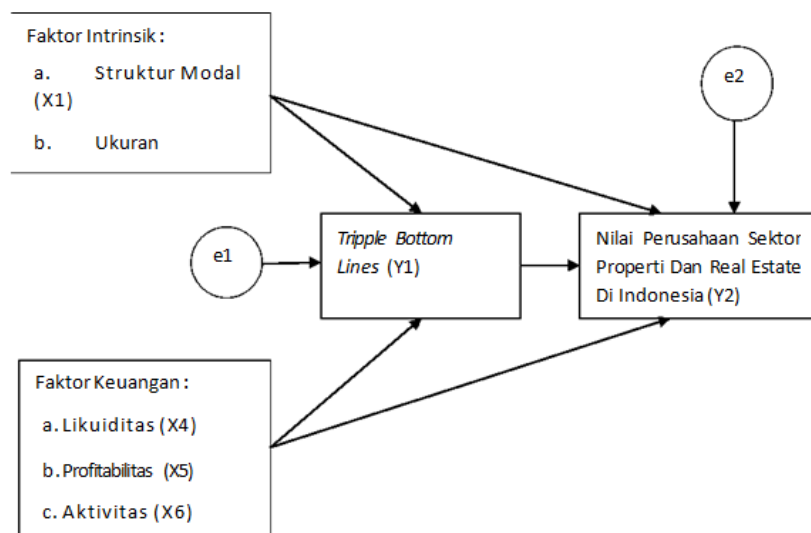 Faktor Intrinsik :
a. Struktur Modal
(X1)
b. Ukuran
e2
e1
Tripple Bottom
Lines (Y1)
Nilai Perusahaan Sektor
Properti Dan Real Estate
Di Indonesia (Y2)
Faktor Keuangan :
a. Likuiditas (X4)
b. Profitabilitas (X5)
c. Aktivitas (X6)